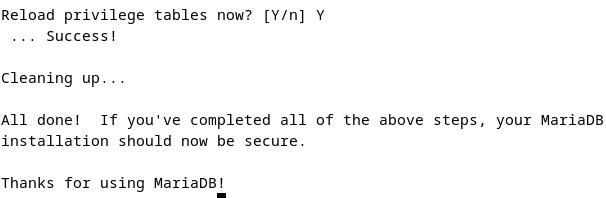 Reload privilege tables now? [Y/n] Y
 ... Success!

Cleaning up...

All done!  If you've completed all of the above steps, your MariaDB
installation should now be secure.

Thanks for using MariaDB!